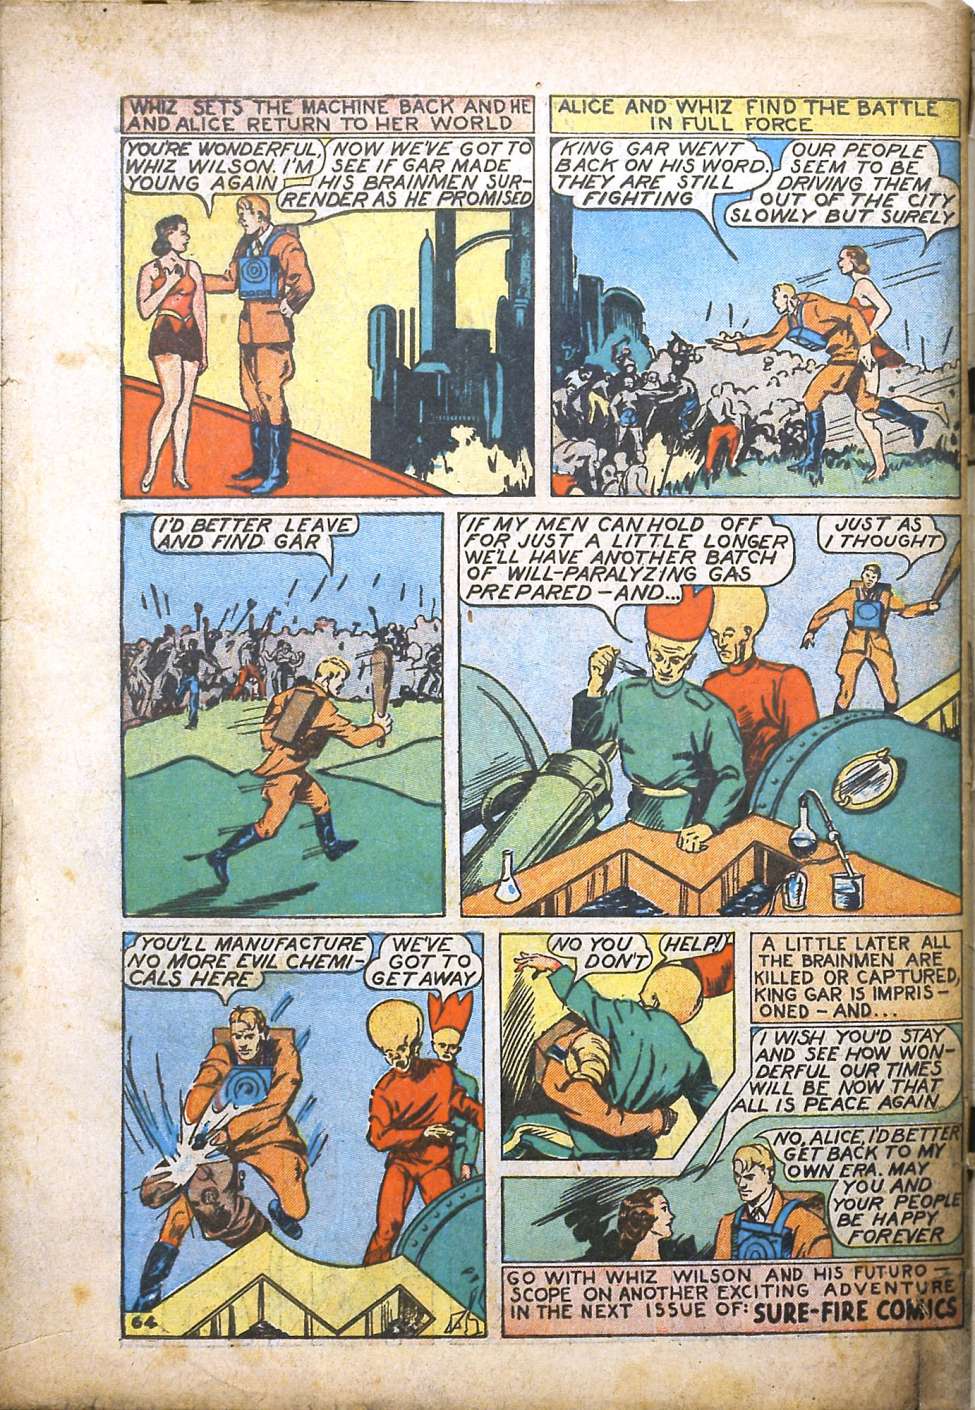 WHIZ SETS THE MACHINE BACK AND HE
AND ALICE RETURN TO HER WORLD
YOU'RE WONDERFUL,
WHIZ WILSON. I'M
YOUNG AGAIN
NOW WE'VE GOT TO
SEE IF GAR MADE
HIS BRAINMEN SUR-
RENDER AS HE PROMISED
ALICE AND WHIZ FIND THE BATTLE
IN FULL FORCE
KING GAR WENT
BACK ON HIS WORD.
THEY ARE STILL
FIGHTING
OUR PEOPLE
SEEM TO BE
DRIVING THEM
OUT OF THE CITY
SLOWLY BUT SURELY
I'D BETTER LEAVE
AND FIND GAR
IF MY MEN CAN HOLD OFF
FOR JUST A LITTLE LONGER
WE'LL HAVE ANOTHER BATCH
OF WILL-PARALYZING GAS
PREPARED — AND...
JUST AS
I THOUGHT
YOU'LL MANUFACTURE
NO MORE EVIL CHEMI-
CALS HERE
WE'VE
GOT TO
GET AWAY
64
NO YOU
DON'T
HELP!
A LITTLE LATER ALL
THE BRAINMEN ARE
KILLED OR CAPTURED,
KING GAR IS IMPRIS-
ONED — AND...
I WISH YOU'D STAY
AND SEE HOW WON-
DERFUL OUR TIMES
WILL BE NOW THAT
ALL IS PEACE AGAIN
NO, ALICE, I'D BETTER
GET BACK TO MY
OWN ERA. MAY
YOU AND
YOUR PEOPLE
BE HAPPY
FOREVER
GO WITH WHIZ WILSON AND HIS FUTURO-
SCOPE ON ANOTHER EXCITING ADVENTURE
IN THE NEXT ISSUE OF: SURE-FIRE COMICS